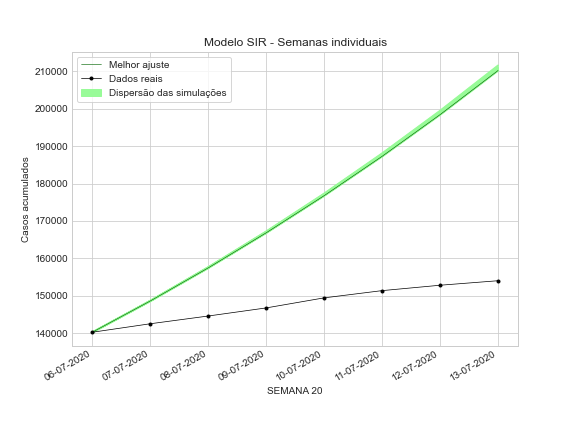 Modelo SIR - Semanas individuais
Melhor ajuste
Dados reais
Dispersão das simulações
Casos acumulados
210000
200000
190000
180000
170000
160000
150000
140000
06-07-2020
07-07-2020
08-07-2020
09-07-2020
10-07-2020
11-07-2020
12-07-2020
13-07-2020
SEMANA 20